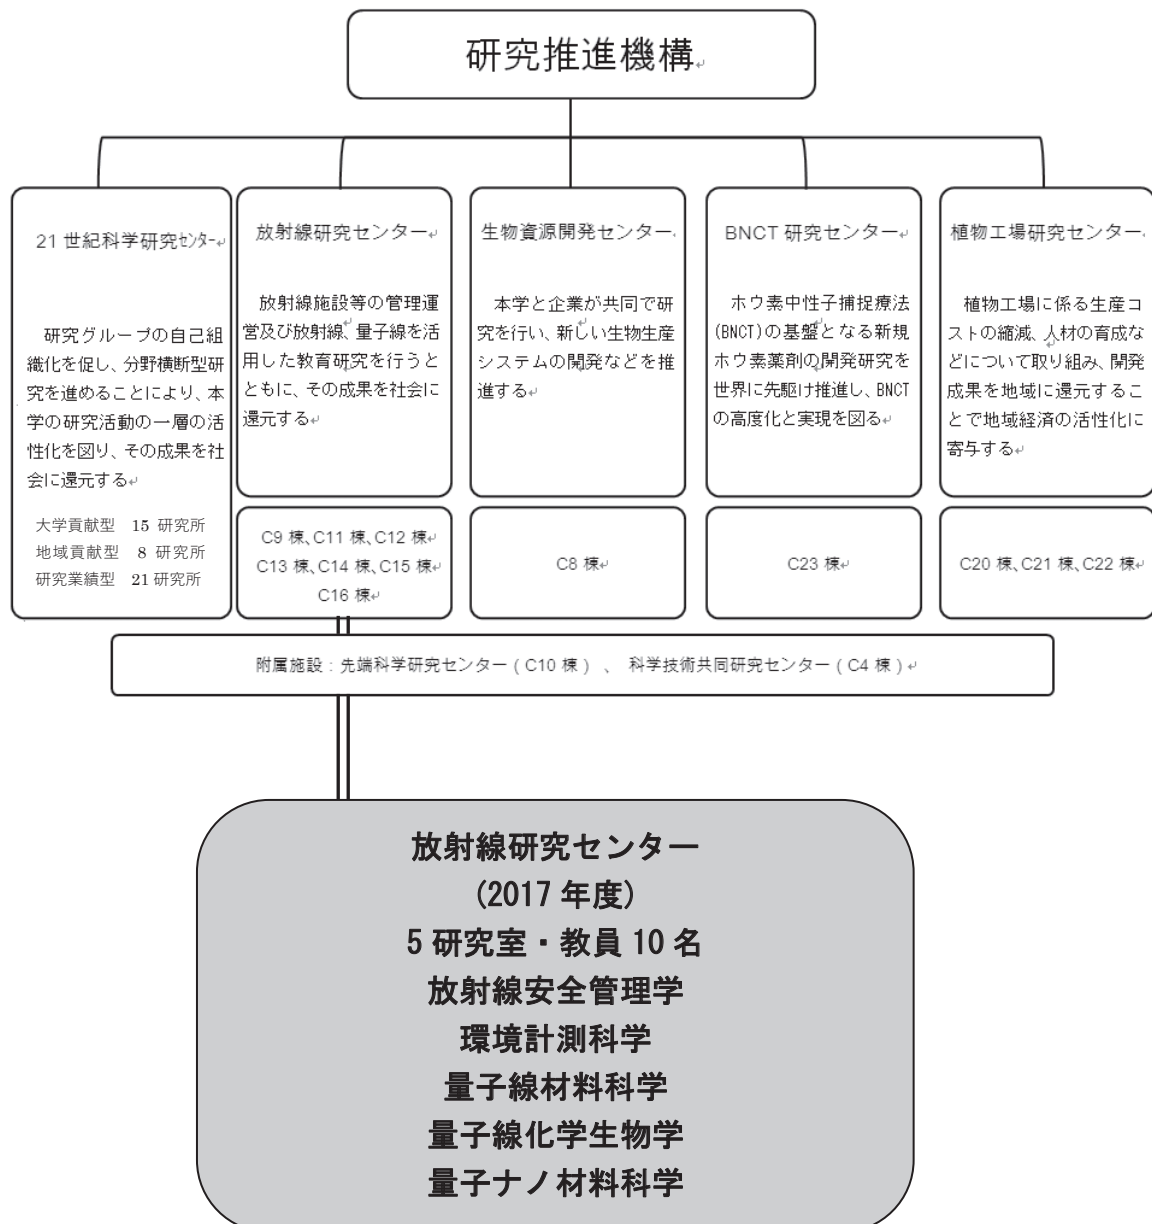 研究推進機構
21 世紀科学研究センター
研究グループの自己組
織化を促し、分野横断型研
究を進めることにより、本
学の研究活動の一層の活
性化を図り、その成果を社
会に還元する
大学貢献型 15 研究所
地域貢献型 8 研究所
研究業績型 21 研究所
放射線研究センター
放射線施設等の管理運
営及び放射線、量子線を活
用した教育研究を行うと
ともに、その成果を社会に
還元する
C9 棟、C11 棟、C12 棟
C13 棟、C14 棟、C15 棟
C16 棟
生物資源開発センター
本学と企業が共同で研
究を行い、新しい生物生産
システムの開発などを推
進する
C8 棟
BNCT 研究センター
ホウ素中性子捕捉療法
(BNCT)の基盤となる新規
ホウ素薬剤の開発研究を
世界に先駆け推進し、BNCT
の高度化と実現を図る
C23 棟
植物工場研究センター
植物工場に係る生産コ
ストの縮減、人材の育成な
どについて取り組み、開発
成果を地域に還元するこ
とで地域経済の活性化に
寄与する
C20 棟、C21 棟、C22 棟
附属施設：先端科学研究センター（C10 棟）、科学技術共同研究センター（C4 棟）
放射線研究センター
(2017 年度)
5 研究室・教員 10 名
放射線安全管理学
環境計測科学
量子線材料科学
量子線化学生物学
量子ナノ材料科学